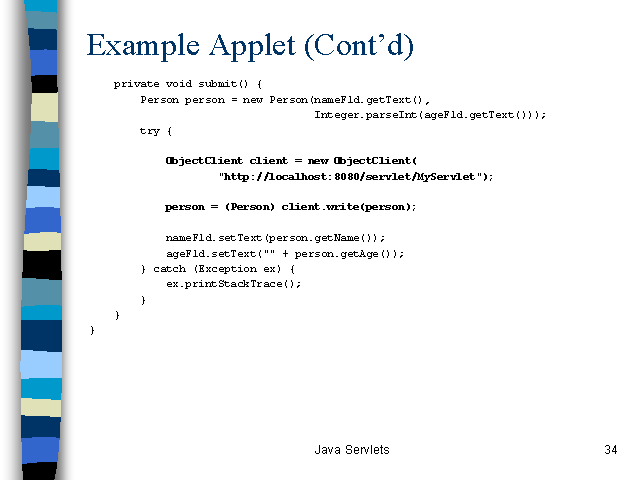 Example Applet (Cont'd)
private void submit() {
Person person = new Person(nameFld.getText(),
Integer.parseInt(ageFld.getText()));
try {
ObjectClient client = new ObjectClient(
"http://localhost:8080/servlet/MyServlet");
person = (Person) client.write(person);
nameFld.setText(person.getName());
ageFld.setText("" + person.getAge());
} catch (Exception ex) {
ex.printStackTrace();
}
}
}
Java Servlets
34